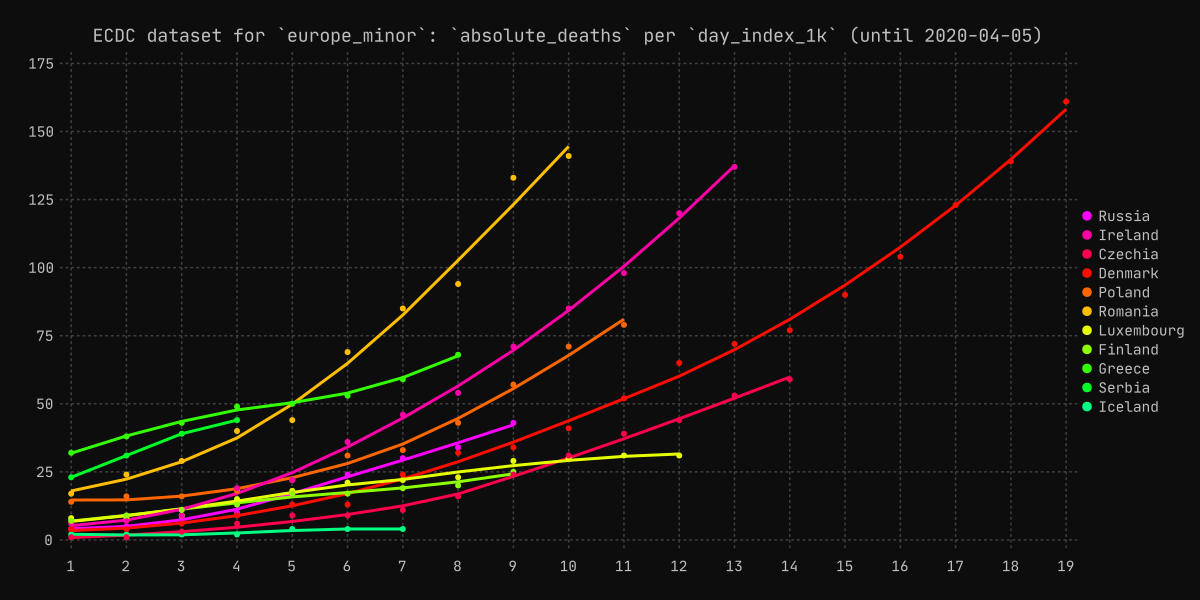 ECDC dataset for `europe_minor`: `absolute_deaths` per `day_index_1k` (until 2020-04-05)
175
150
125
100
75
50
25
0
1 2 3 4 5 6 7 8 9 10 11 12 13 14 15 16 17 18 19
Russia
Ireland
Czechia
Denmark
Poland
Romania
Luxembourg
Finland
Greece
Serbia
Iceland